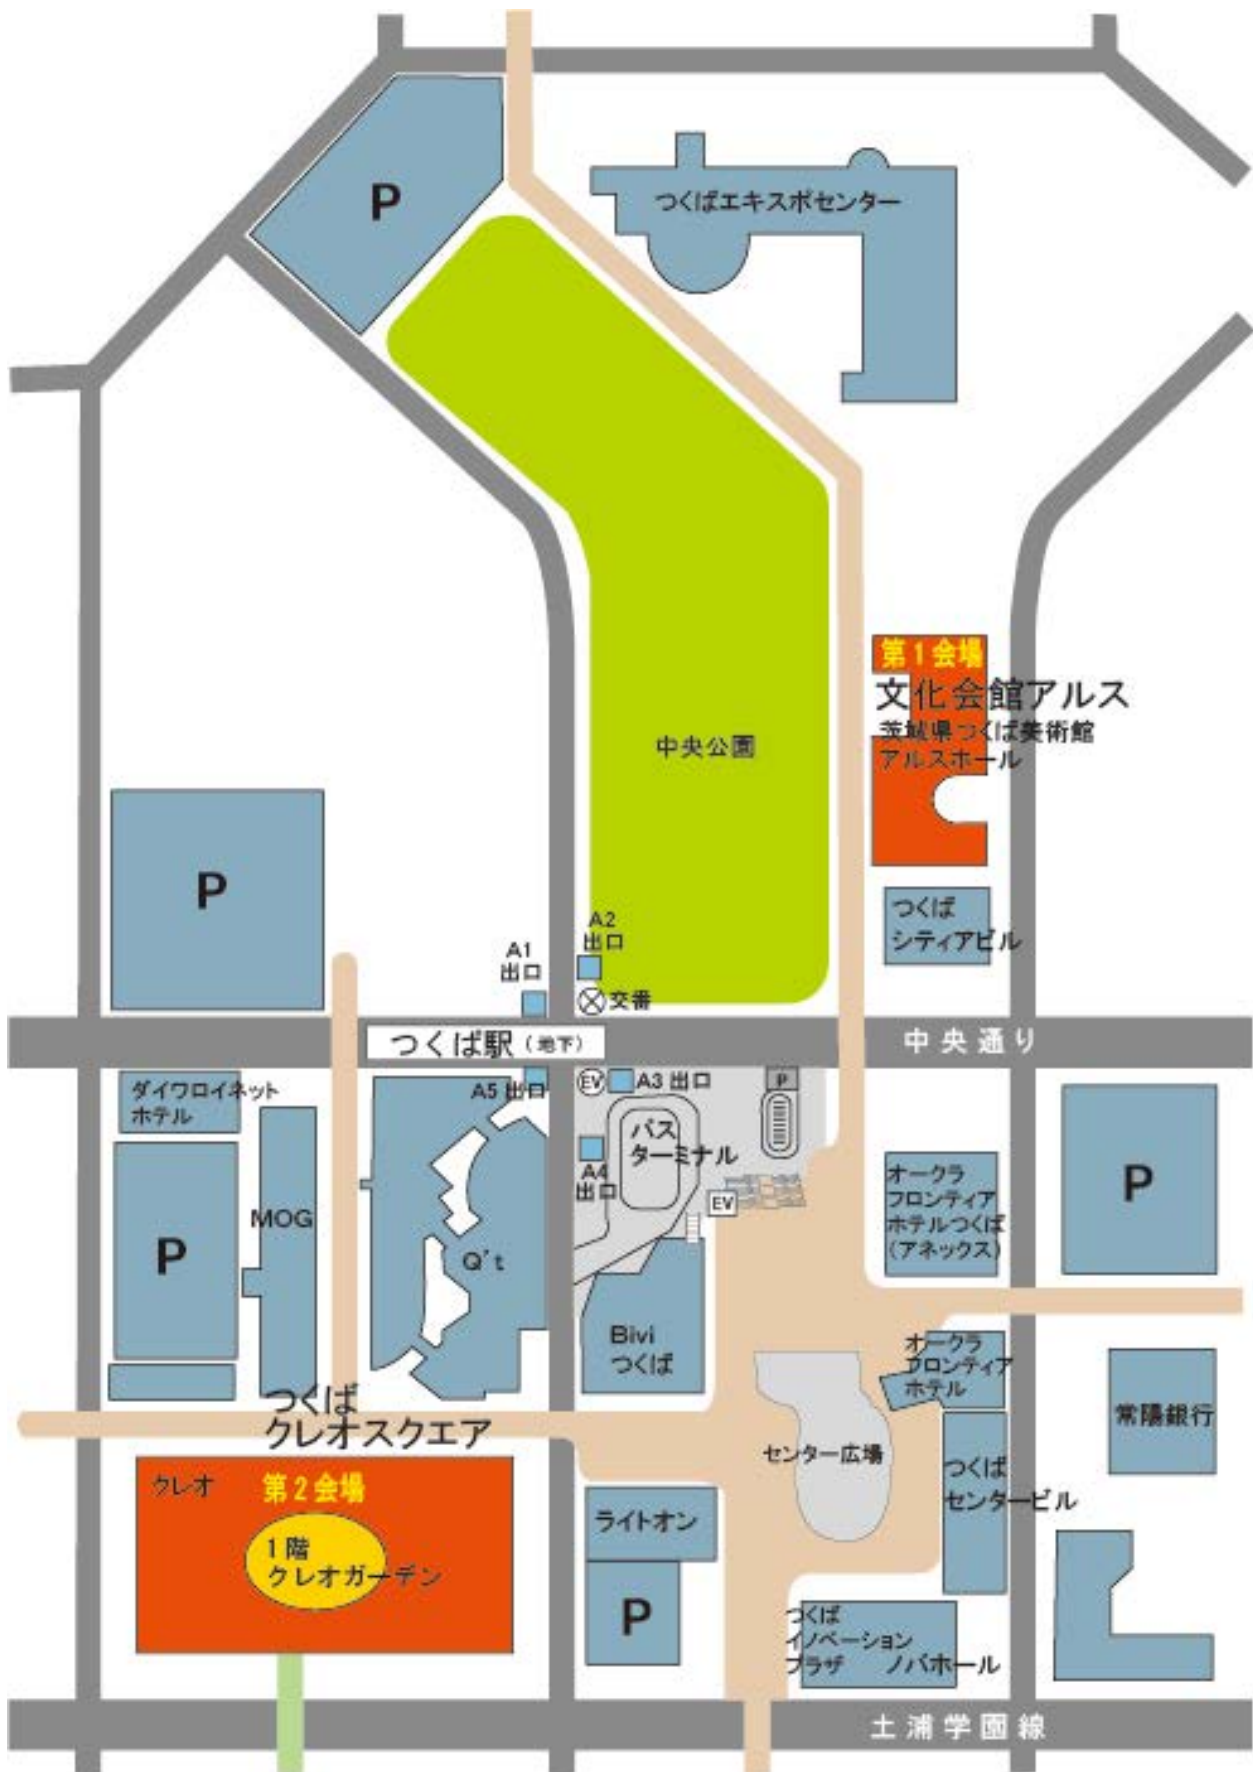 P
つくばエキスポセンター
第1会場
文化会館アルス
茨城県つくば美術館
アルスホール
中央公園
P
つくば
シティアビル
A2
出口
A1
出口
交番
つくば駅（地下）
中央通り
ダイワロイネット
ホテル
A5 出口
EV
A3 出口
P
バス
ターミナル
A4
出口
EV
オークラ
フロンティア
ホテルつくば
（アネックス）
P
MOG
P
Q't
Bivi
つくば
オークラ
フロンティア
ホテル
つくば
クレオスクエア
常陽銀行
センター広場
クレオ
第2会場
1階
クレオガーデン
つくば
センタービル
ライトオン
P
つくば
イノベーション
プラザ
ノバホール
土浦学園線